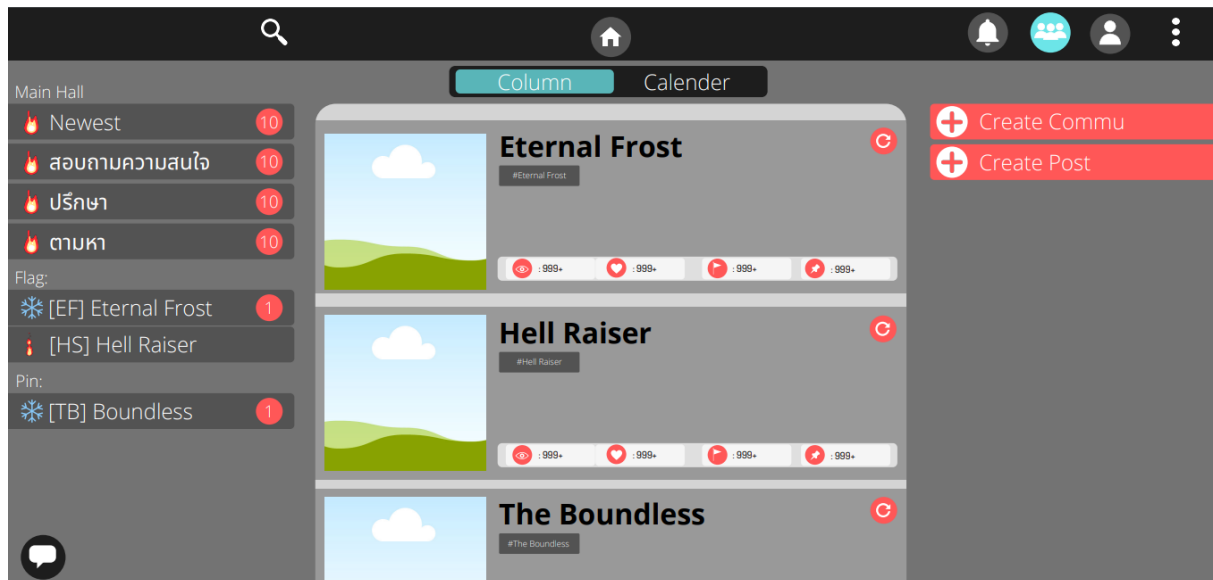 Column
Calender
Main Hall
Newest 10
สอบถามความสนใจ 10
ปรึกษา 10
ตามหา 10
Flag:
[EF] Eternal Frost 1
[HS] Hell Raiser
Pin:
[TB] Boundless 1
Eternal Frost
#Eternal Frost
: 999+ : 999+ : 999+ : 999+
Hell Raiser
#Hell Raiser
: 999+ : 999+ : 999+ : 999+
The Boundless
#The Boundless
Create Commu
Create Post